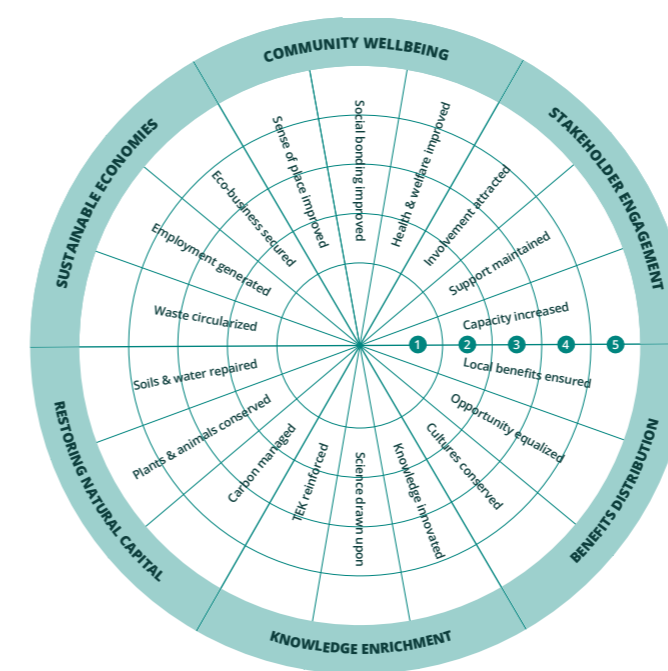 COMMUNITY WELLBEING
STAKEHOLDER ENGAGEMENT
BENEFITS DISTRIBUTION
KNOWLEDGE ENRICHMENT
RESTORING NATURAL CAPITAL
SUSTAINABLE ECONOMIES
Sense of place improved
Social bonding improved
Health & welfare improved
Involvement attracted
Support maintained
Capacity increased
1 2 3 4 5
Local benefits ensured
Opportunity equalized
Cultures conserved
Knowledge innovated
Science drawn upon
TEK reinforced
Carbon managed
Plants & animals conserved
Soils & water repaired
Waste circularized
Employment generated
Eco-business secured